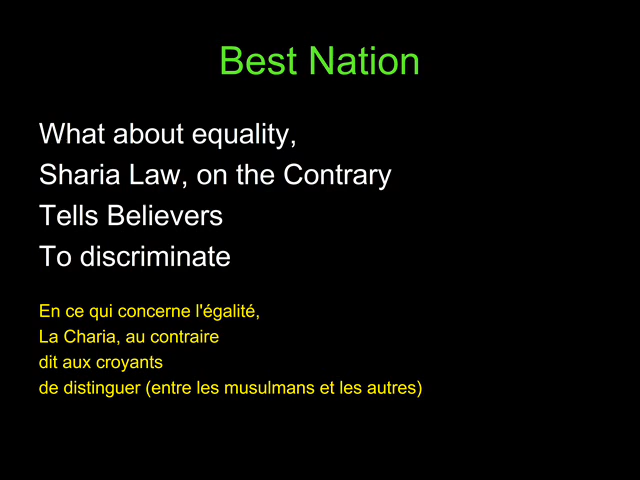 Best Nation
What about equality,
Sharia Law, on the Contrary
Tells Believers
To discriminate
En ce qui concerne l'égalité,
La Charia, au contraire
dit aux croyants
de distinguer (entre les musulmans et les autres)